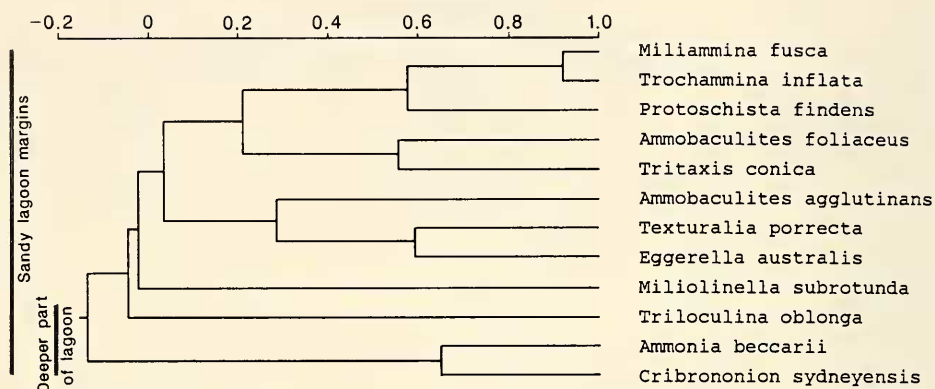 -0.2 0 0.2 0.4 0.6 0.8 1.0
Miliammina fusca
Trochammina inflata
Protoschista findens
Ammobaculites foliaceus
Tritaxis conica
Ammobaculites agglutinans
Texturalia porrecta
Eggerella australis
Miliolinella subrotunda
Triloculina oblonga
Ammonia beccarii
Cribrononion sydneyensis
Sandy lagoon margins
Deeper part
of lagoon